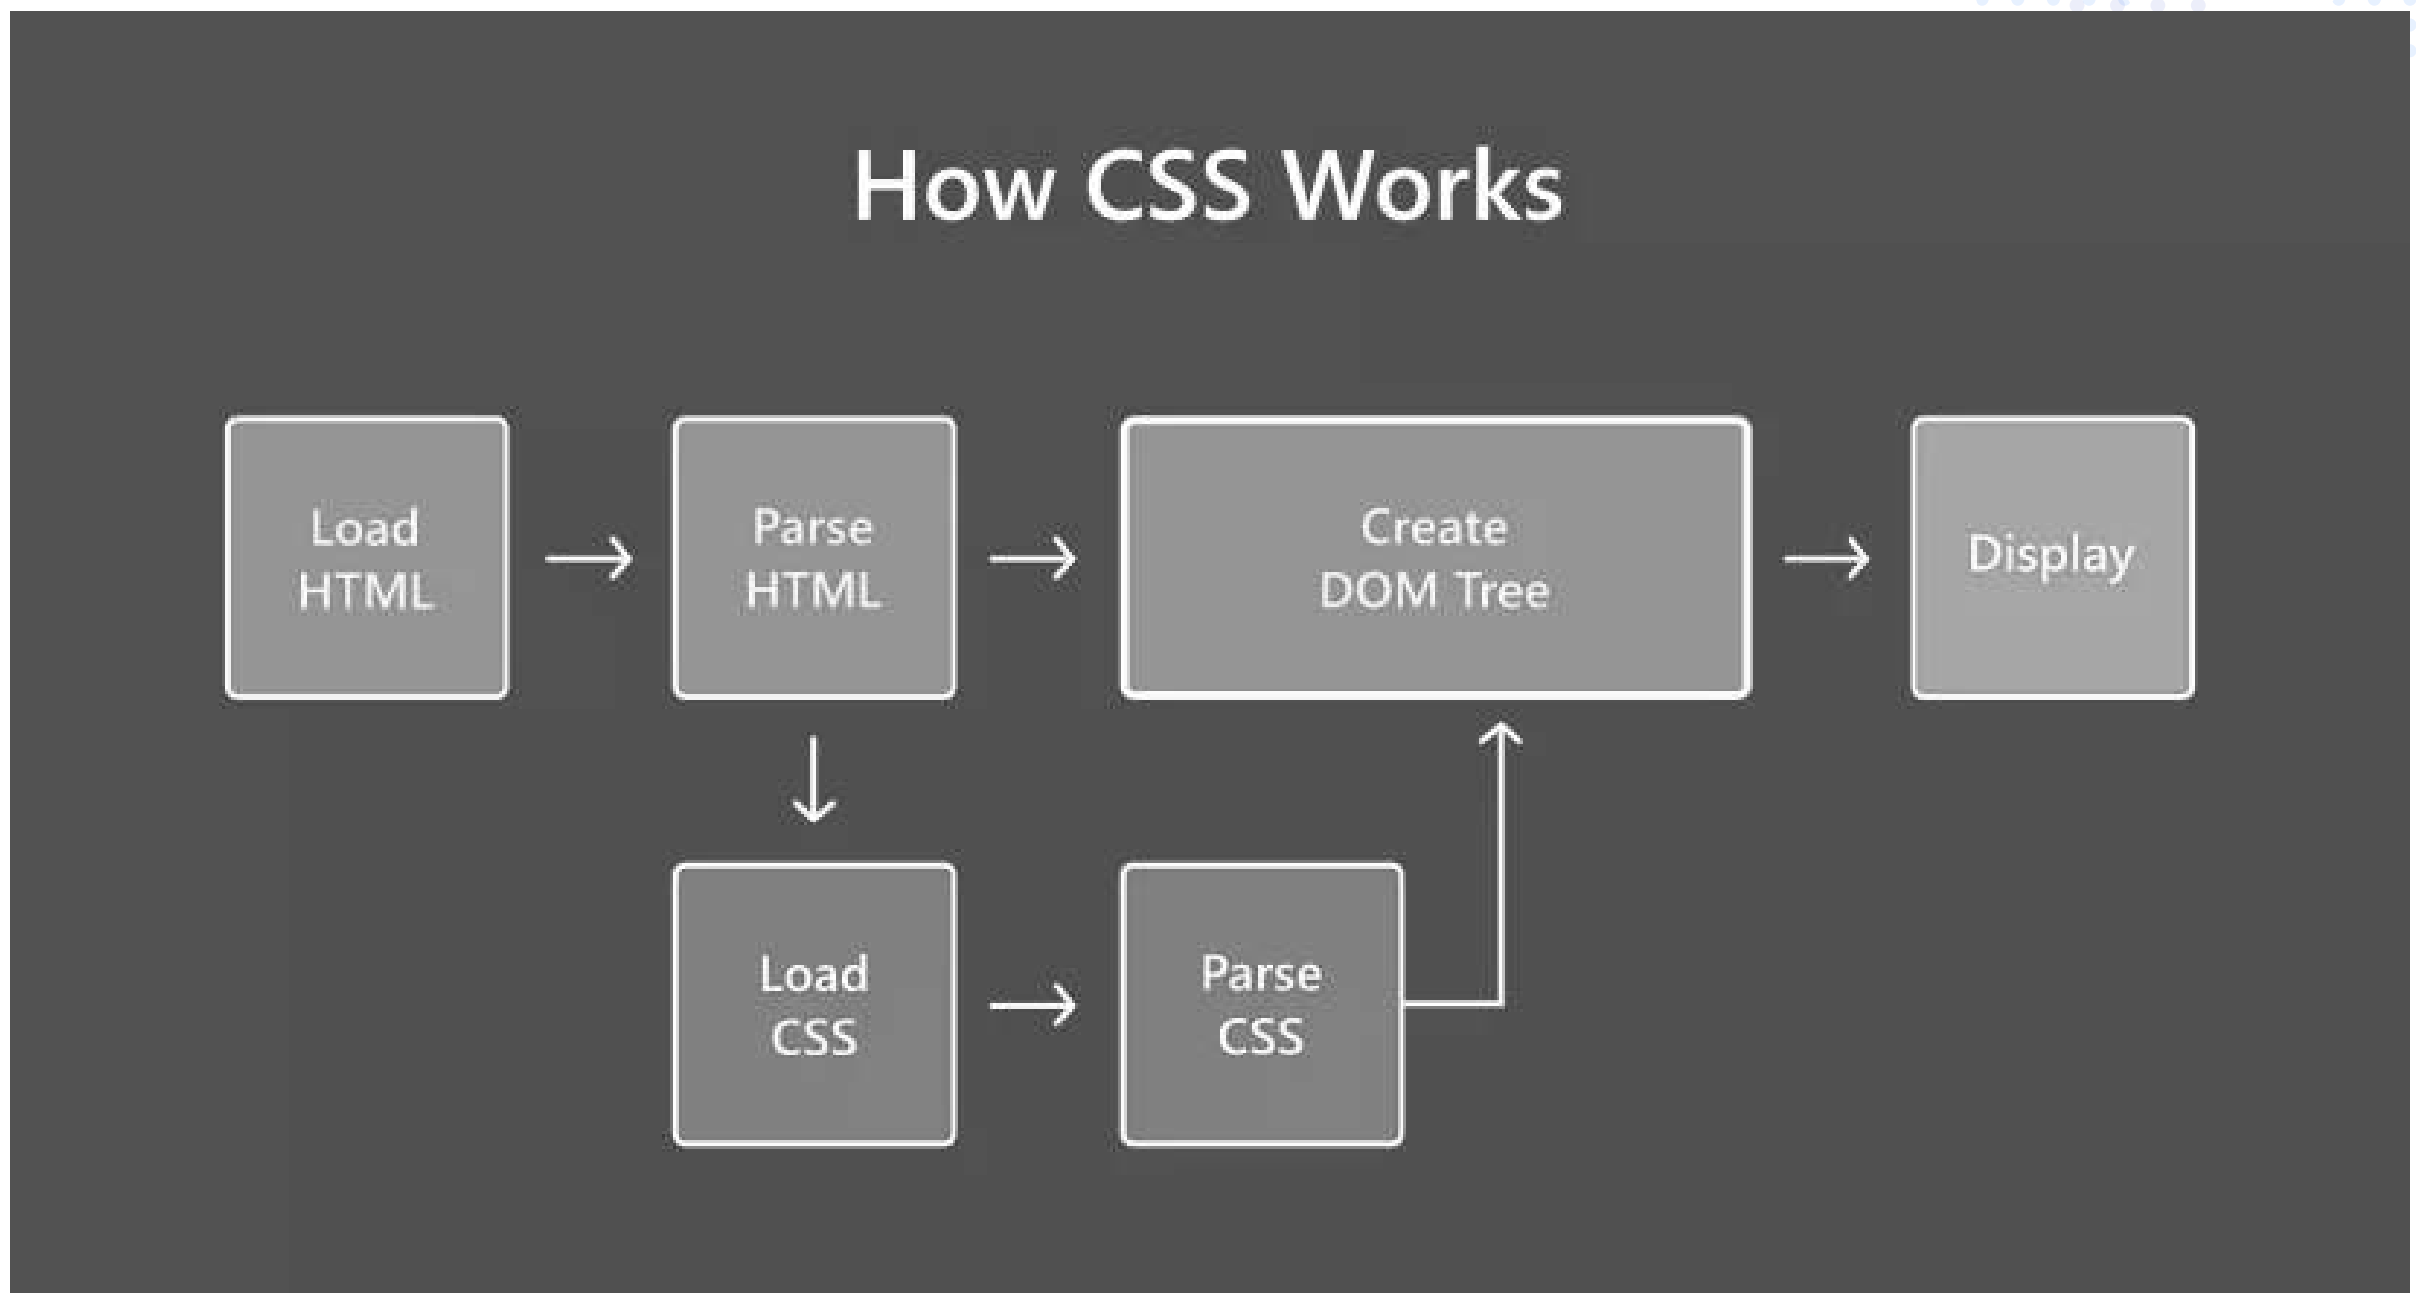 How CSS Works
Load
HTML
Parse
HTML
Create
DOM Tree
Display
Load
CSS
Parse
CSS